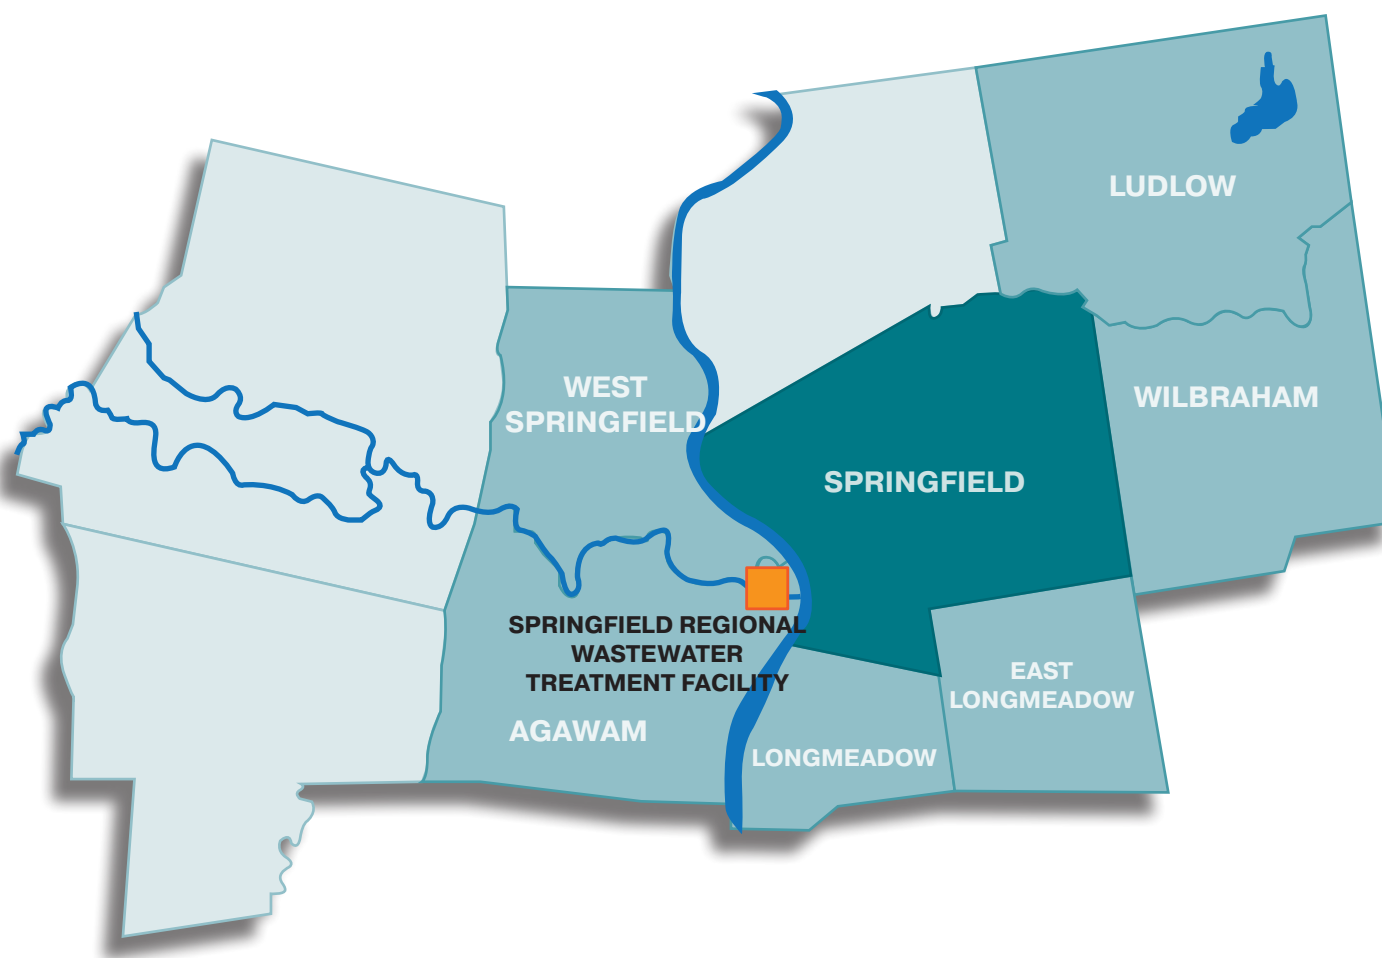 LUDLOW
WEST
SPRINGFIELD
WILBRAHAM
SPRINGFIELD
SPRINGFIELD REGIONAL
WASTEWATER
TREATMENT FACILITY
EAST
LONGMEADOW
AGAWAM
LONGMEADOW